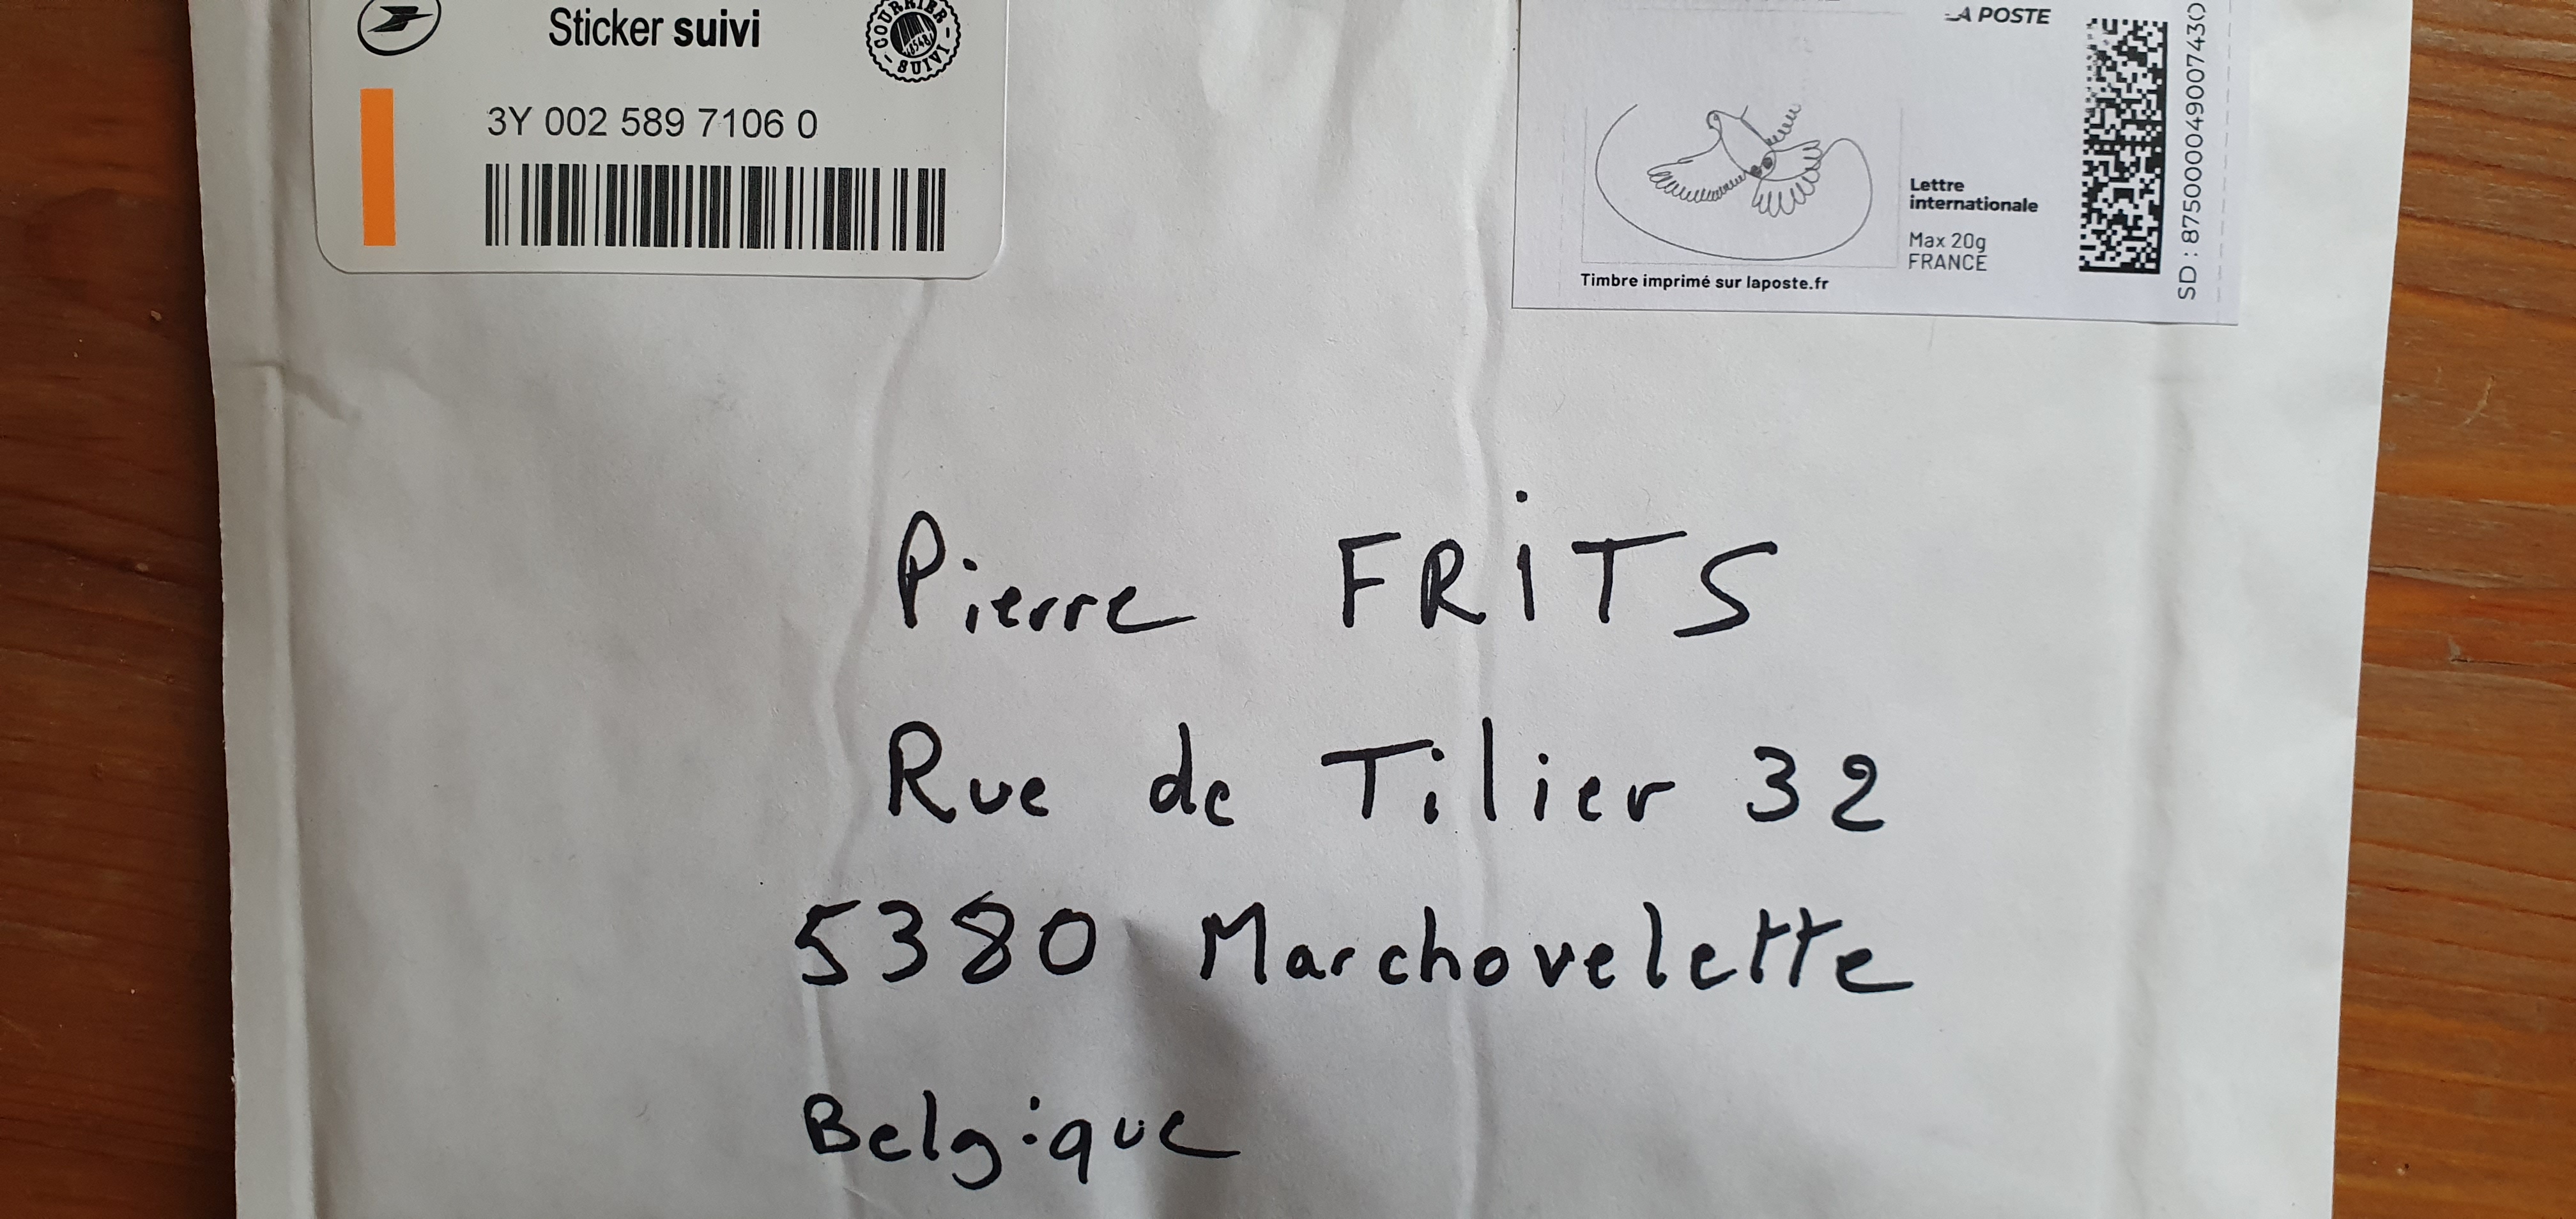 Sticker suivi
COURRIER
SUIVI
3Y 002 589 7106 0
LA POSTE
Lettre
internationale
Max 20g
FRANCE
Timbre imprimé sur laposte.fr
SD : 87500004900743O
Pierre FRiTS
Rue de Tilier 32
5380 Marchovelette
Belgique